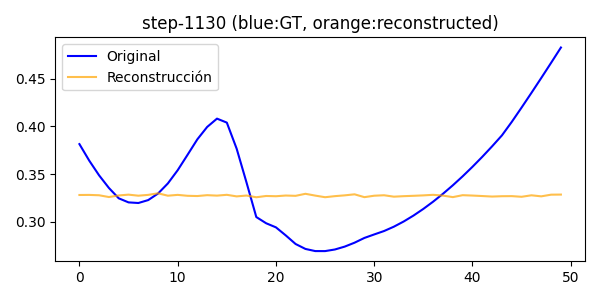 step-1130 (blue:GT, orange:reconstructed)
Original
Reconstrucción
0.45
0.40
0.35
0.30
0 10 20 30 40 50